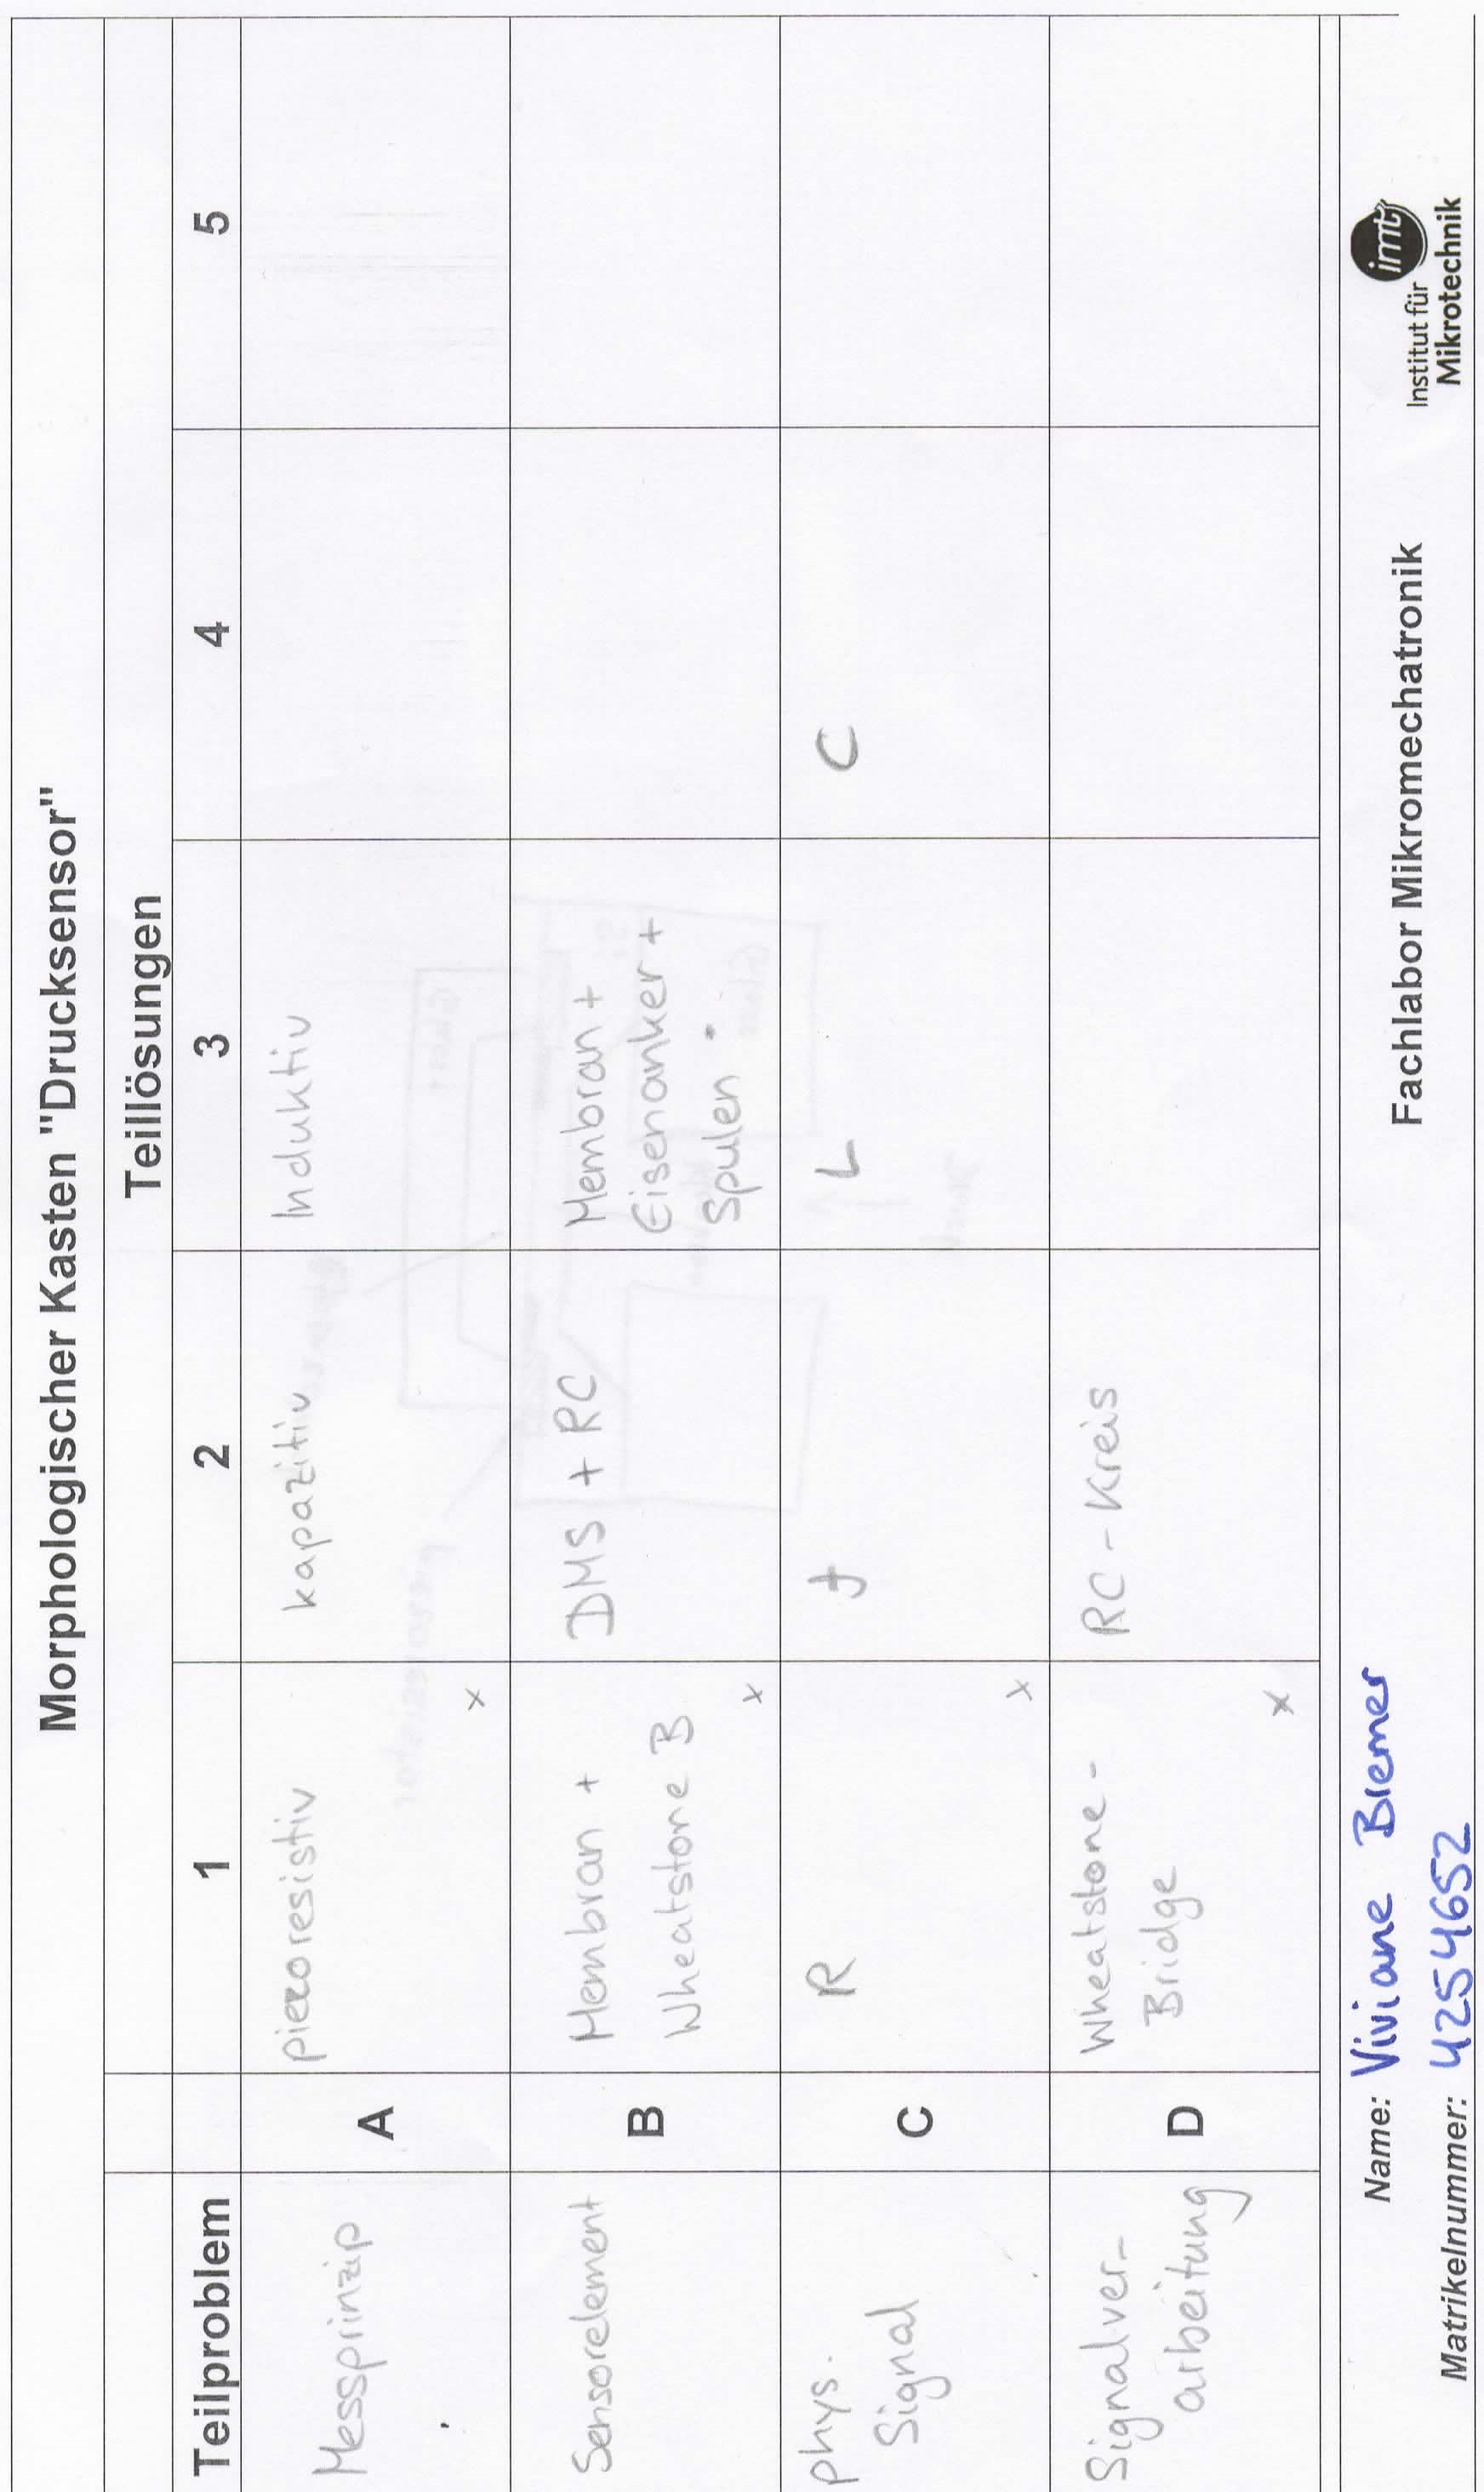 Morphologischer Kasten "Drucksensor"
Teillösungen
Teilproblem 1 2 3 4 5
Messprinzip A piezoresistiv x kapazitiv Induktiv
Sensorelement B Membran + Wheatstone B x DMS + RC Membran + Eisenanker + Spulen
phys. Signal C R x L C
Signalver-
arbeitung D Wheatstone-
Bridge x RC-Kreis
Name: Viviane Bremer
Matrikelnummer: 4254652
Fachlabor Mikromechatronik
imt
Institut für
Mikrotechnik